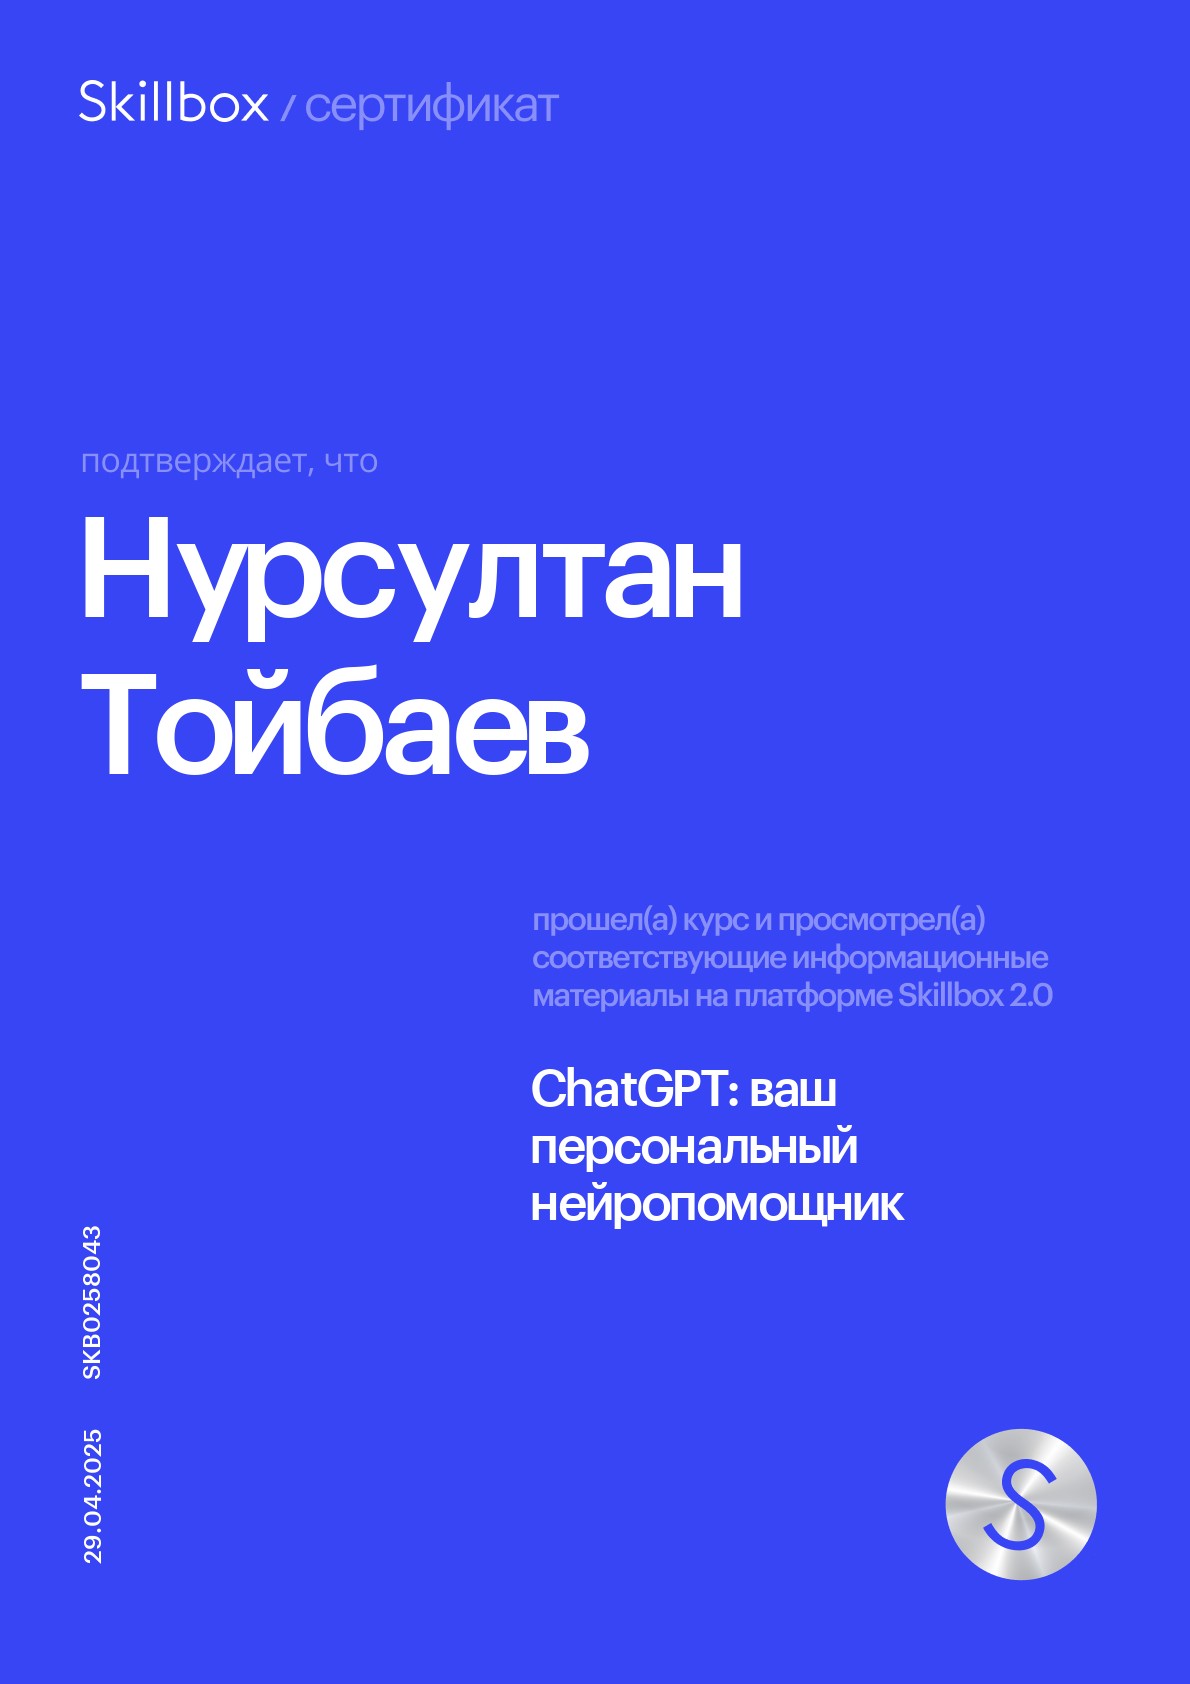 Skillbox / сертификат
подтверждает, что
Нурсултан
Тойбаев
прошел(а) курс и просмотрел(а)
соответствующие информационные
материалы на платформе Skillbox 2.0
ChatGPT: ваш
персональный
нейропомощник
SKB0258043
29.04.2025
S